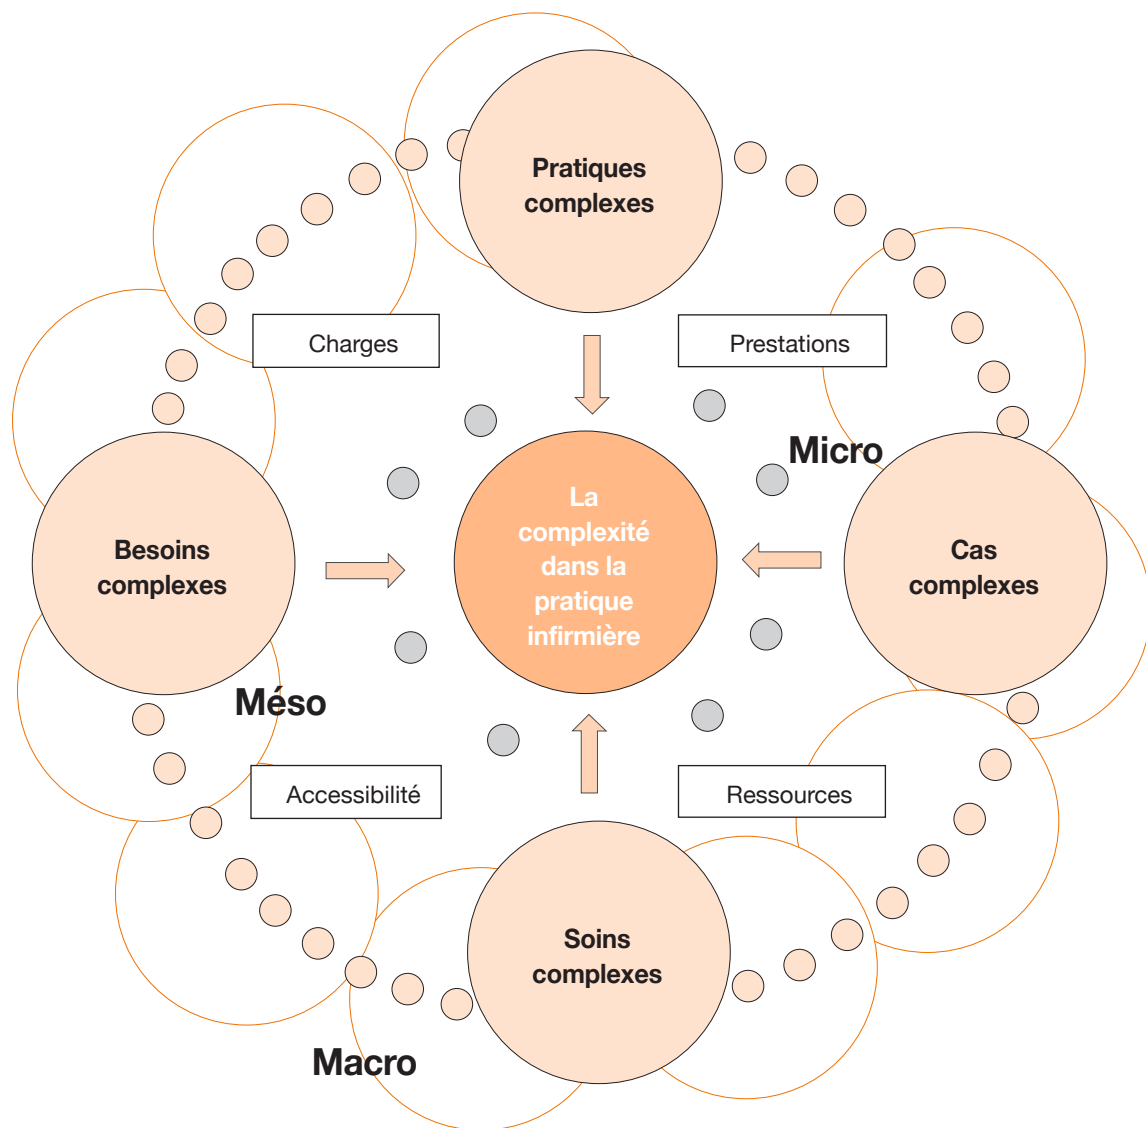 Pratiques
complexes
Charges
Prestations
Micro
Besoins
complexes
La
complexité
dans la
pratique
infirmière
Cas
complexes
Méso
Accessibilité
Ressources
Soins
complexes
Macro